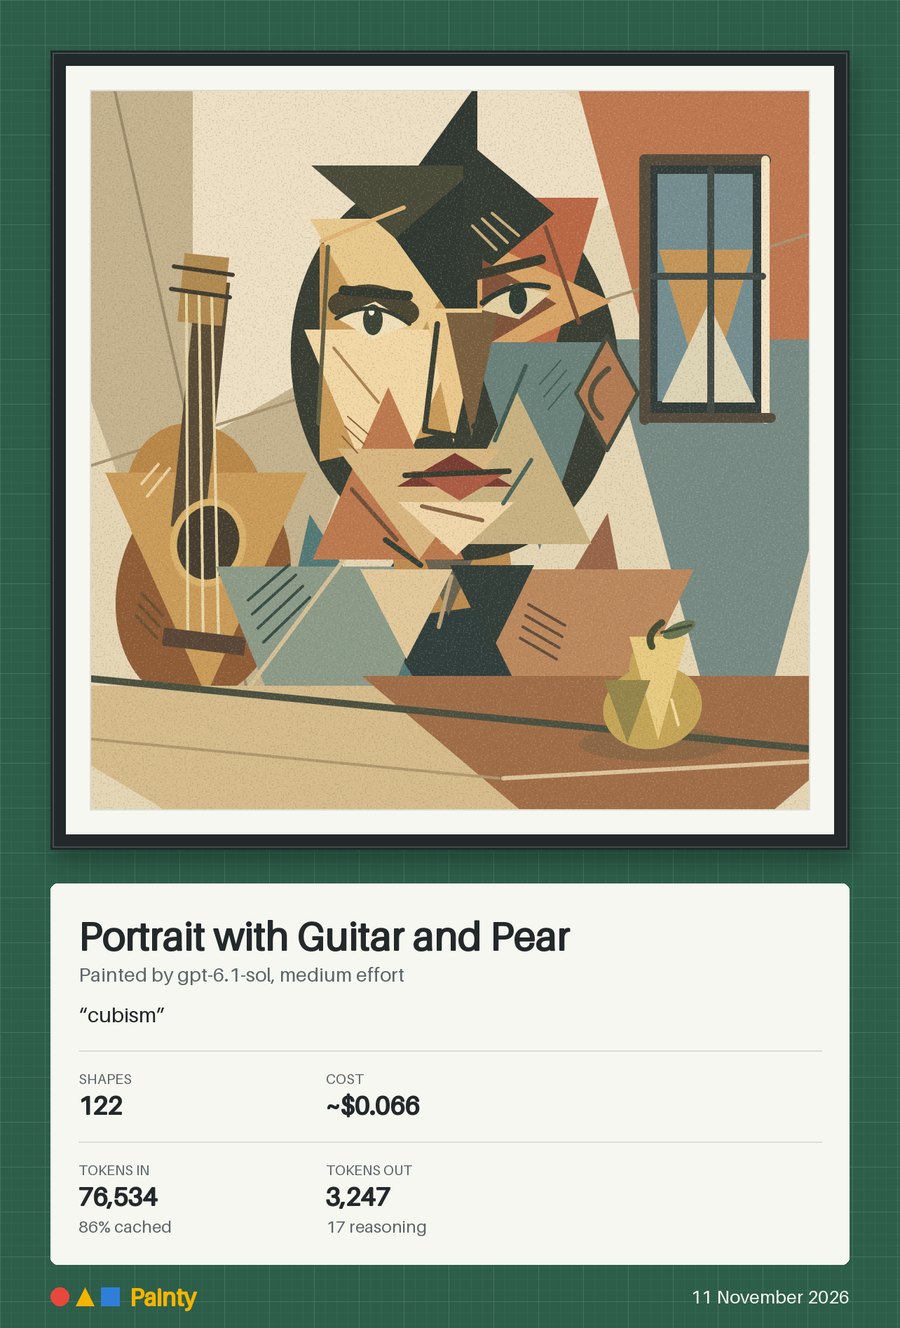 Portrait with Guitar and Pear
Painted by gpt-6.1-sol, medium effort
“cubism”
SHAPES
COST
122
~$0.066
TOKENS IN
TOKENS OUT
76,534
3,247
86% cached
17 reasoning
Painty
11 November 2026